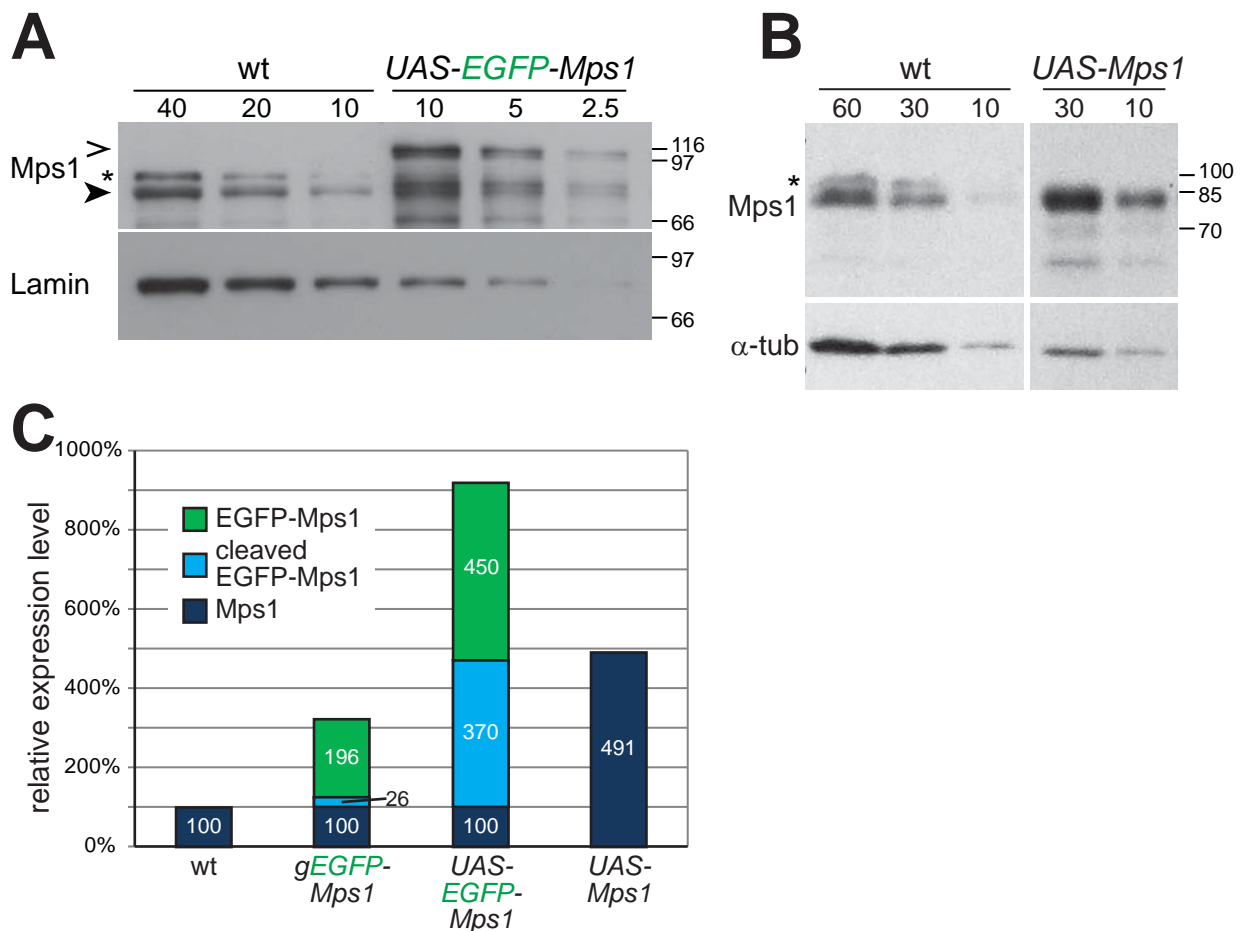 A
wt
UAS-EGFP-Mps1
40 20 10 10 5 2.5
Mps1
>
*
116
97
66
Lamin
97
66
B
wt
UAS-Mps1
60 30 10 30 10
*
Mps1
100
85
70
α-tub
C
relative expression level
1000%
800%
600%
400%
200%
0%
EGFP-Mps1
cleaved
EGFP-Mps1
Mps1
100
196
26
100
450
370
100
491
wt
gEGFP-
Mps1
UAS-
EGFP-
Mps1
UAS-Mps1